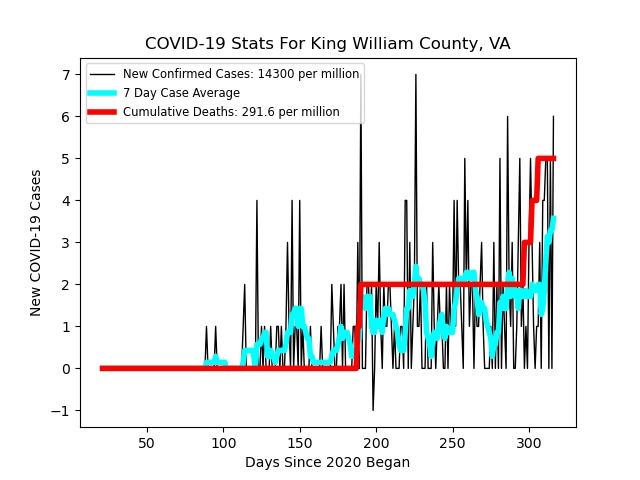 COVID-19 Stats For King William County, VA
New Confirmed Cases: 14300 per million
7 Day Case Average
Cumulative Deaths: 291.6 per million
New COVID-19 Cases
7
6
5
4
3
2
1
0
−1
50 100 150 200 250 300
Days Since 2020 Began